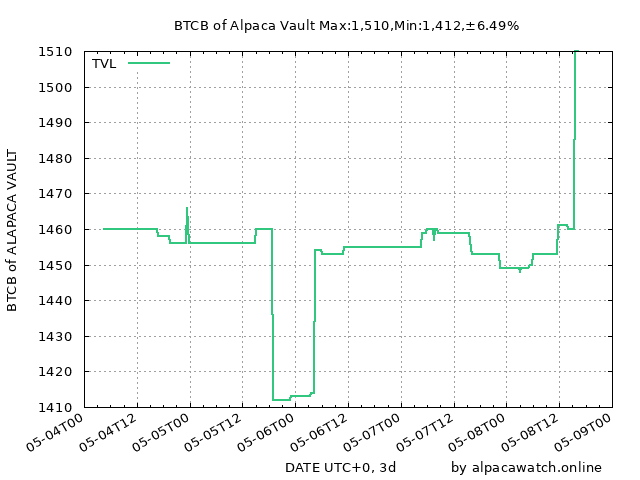 BTCB of Alpaca Vault Max:1,510,Min:1,412,±6.49%
TVL
1510
1500
1490
1480
1470
1460
1450
1440
1430
1420
1410
BTCB of ALAPACA VAULT
05-04T00
05-04T12
05-05T00
05-05T12
05-06T00
05-06T12
05-07T00
05-07T12
05-08T00
05-08T12
05-09T00
DATE UTC+0, 3d
by alpacawatch.online